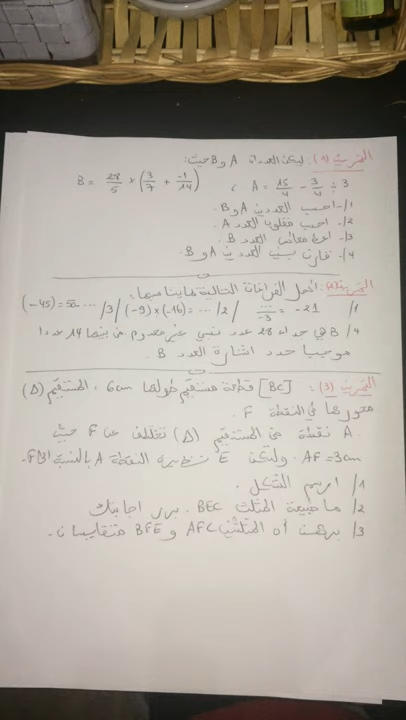 التمرين (1): ليكن العددان A و B حيث:
A = 15/4 - 3/4 ÷ 3 ، B = 28/5 × (3/7 + -1/14)
1/- احسب العددين A و B.
2/- احسب مقلوب العدد A.
3/- اعط معاكس العدد B.
4/- قارن بين العددين A و B.
التمرين (2): أكمل الفراغات التالية بما يناسبها:
1/ .../-3 = -21 2/ ... = (-16) × (-9) 3/ ... = (-45)
4/ B هي جداء 28 عدد نسبي غير معدوم من بينها 14 عددا
موجبا حدد اشارة العدد B.
التمرين (3): [BC] قطعة مستقيم طولها 6cm، المستقيم (Δ)
محورها في النقطة F.
A نقطة من المستقيم (Δ) تختلف عن F حيث
AF = 3cm. ولتكن E نظيرة النقطة A بالنسبة الى F.
1/ ارسم الشكل.
2/ ما طبيعة المثلث BEC. برر اجابتك
3/ برهن أن المثلثين AFC و BFE متقايسان.